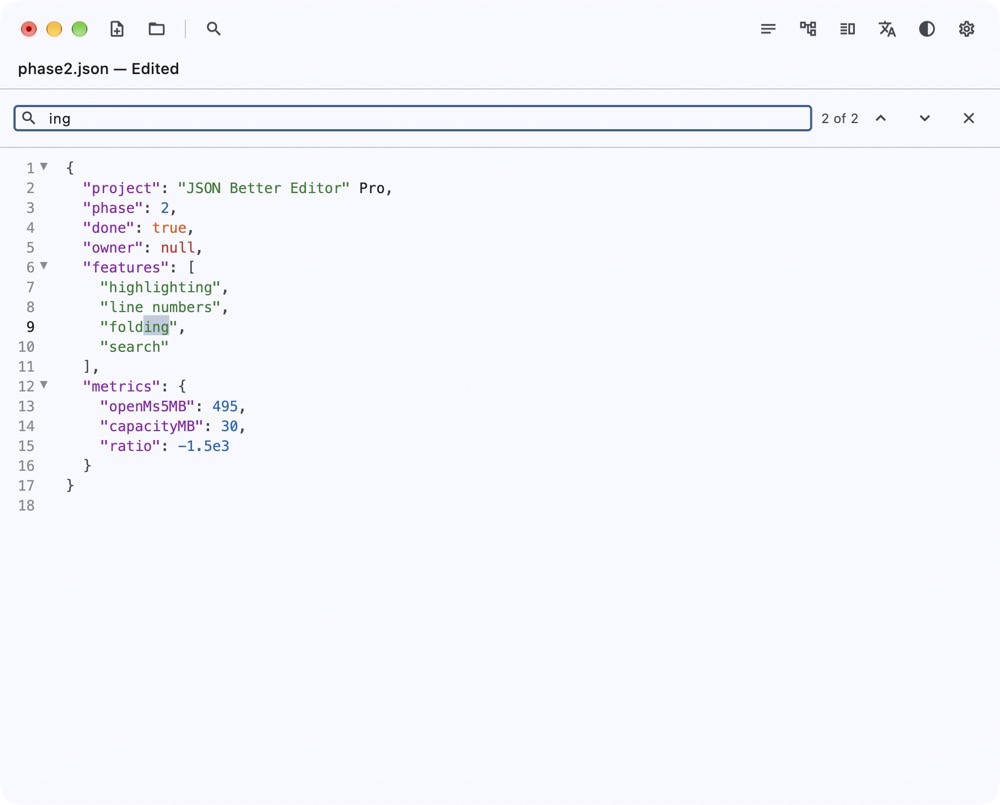 phase2.json — Edited
ing
2 of 2
1 {
2 "project": "JSON Better Editor" Pro,
3 "phase": 2,
4 "done": true,
5 "owner": null,
6 "features": [
7 "highlighting",
8 "line numbers",
9 "folding",
10 "search"
11 ],
12 "metrics": {
13 "openMs5MB": 495,
14 "capacityMB": 30,
15 "ratio": -1.5e3
16 }
17 }
18